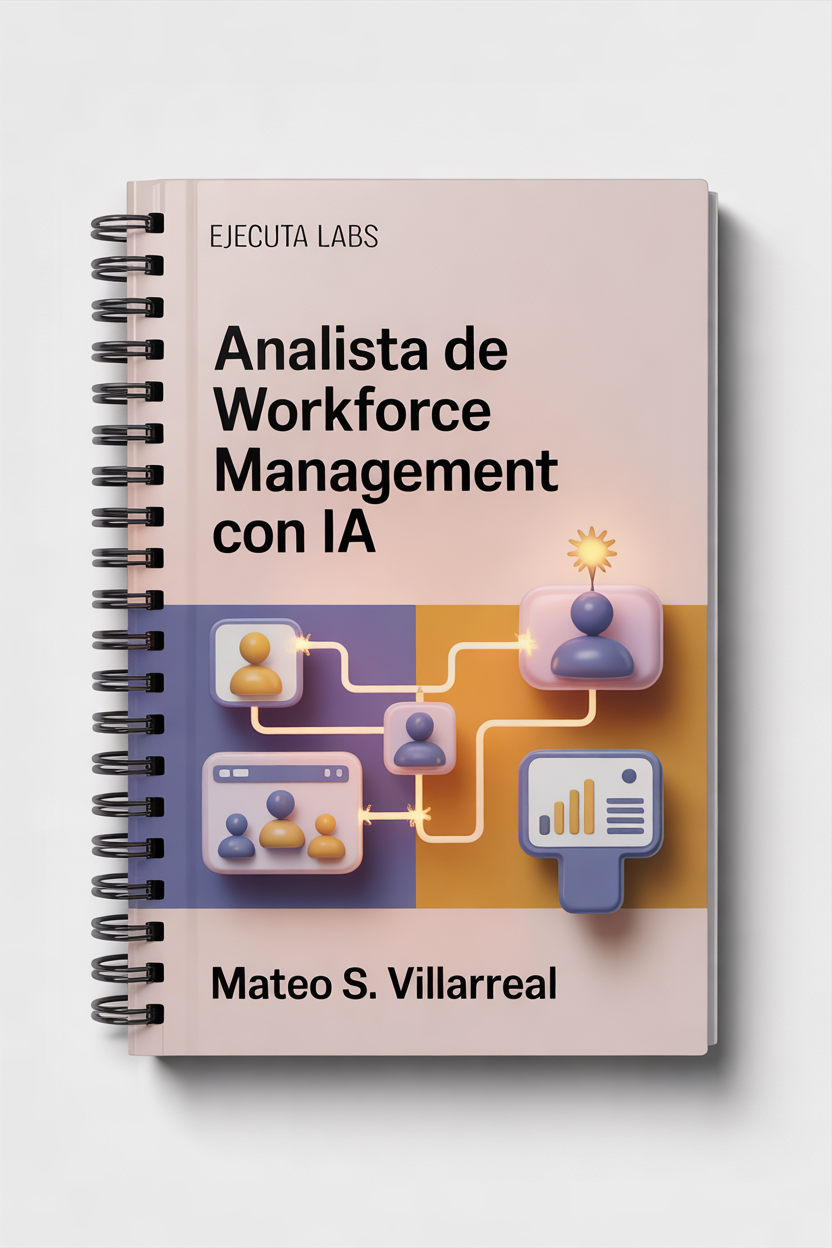 EJECUTA LABS
Analista de
Workforce
Management
con IA
Mateo S. Villarreal